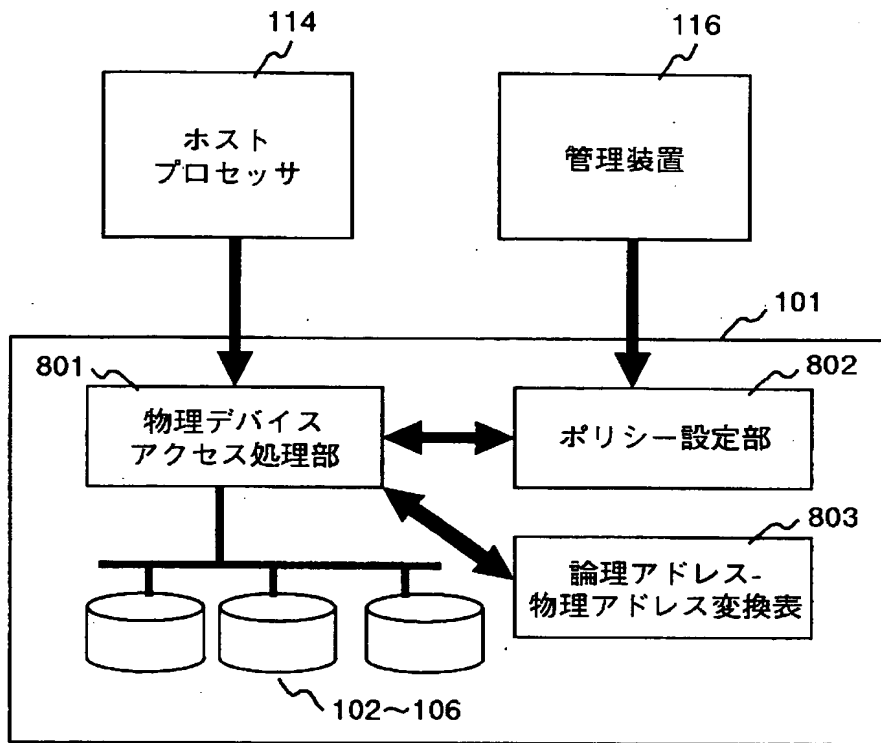 114
116
ホスト
プロセッサ
管理装置
101
801
802
物理デバイス
アクセス処理部
ポリシー設定部
803
論理アドレス-
物理アドレス変換表
102～106